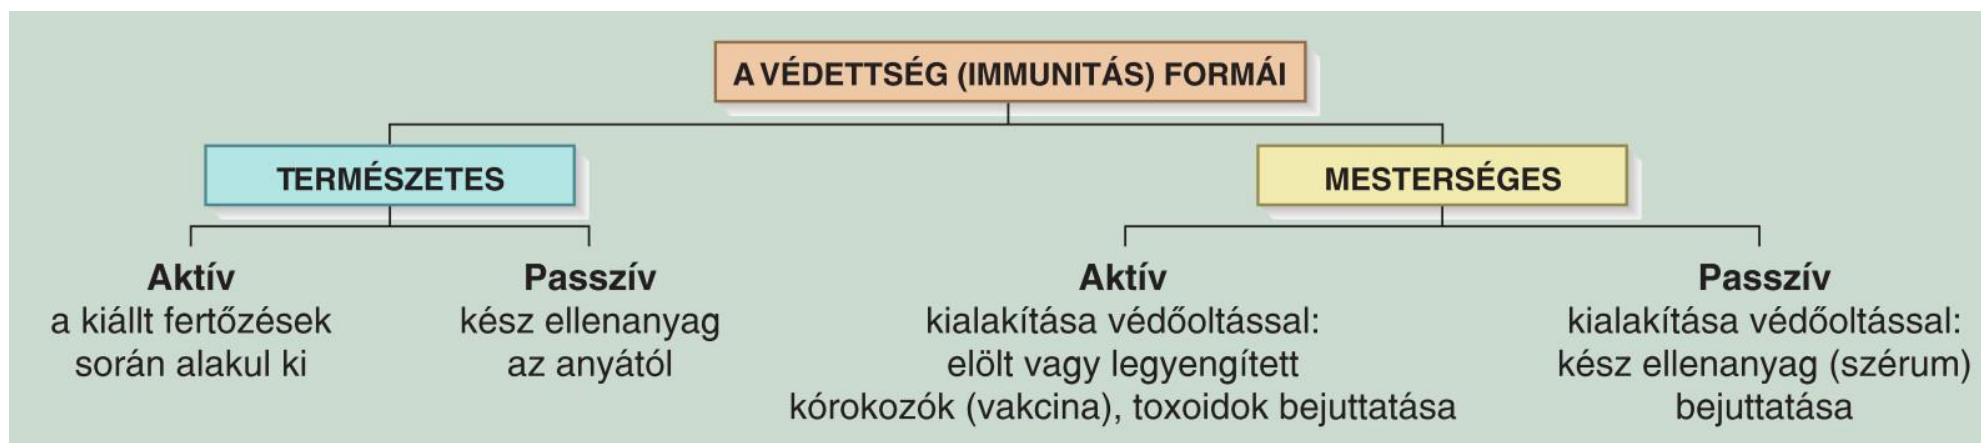 A VÉDETTSÉG (IMMUNITÁS) FORMÁI
TERMÉSZETES
MESTERSÉGES
Aktív
a kiállt fertőzések
során alakul ki
Passzív
kész ellenanyag
az anyától
Aktív
kialakítása védőoltással:
elölt vagy legyengített
kórokozók (vakcina), toxoidok bejuttatása
Passzív
kialakítása védőoltással:
kész ellenanyag (szérum)
bejuttatása